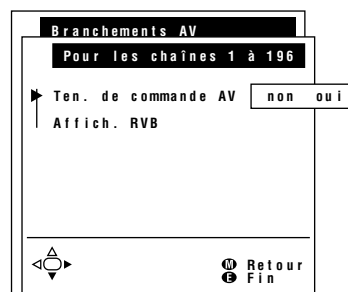 Branchements AV
Pour les chaînes 1 à 196
Ten. de commande AV non oui
Affich. RVB
M Retour
E Fin